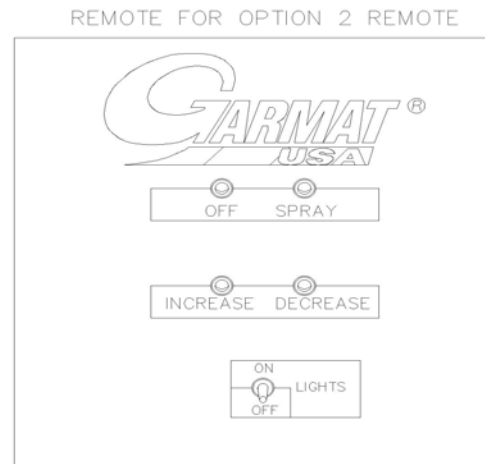 REMOTE FOR OPTION 2 REMOTE
GARMAT ®
USA
OFF SPRAY
INCREASE DECREASE
ON
LIGHTS
OFF